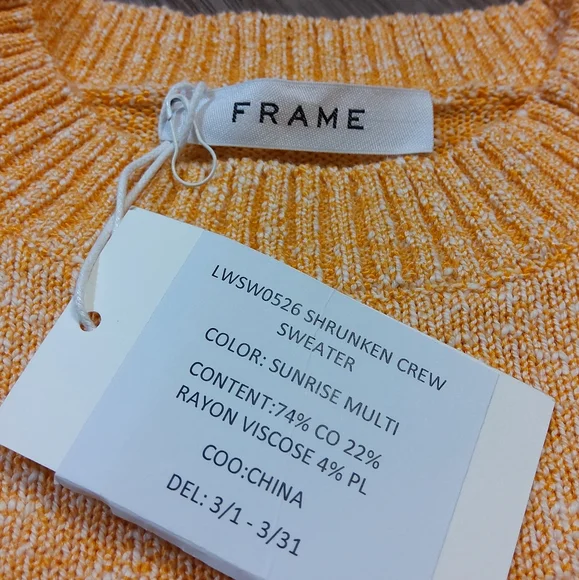 FRAME
LWSW0526 SHRUNKEN CREW
SWEATER
COLOR: SUNRISE MULTI
CONTENT:74% CO 22%
RAYON VISCOSE 4% PL
COO:CHINA
DEL: 3/1 - 3/31